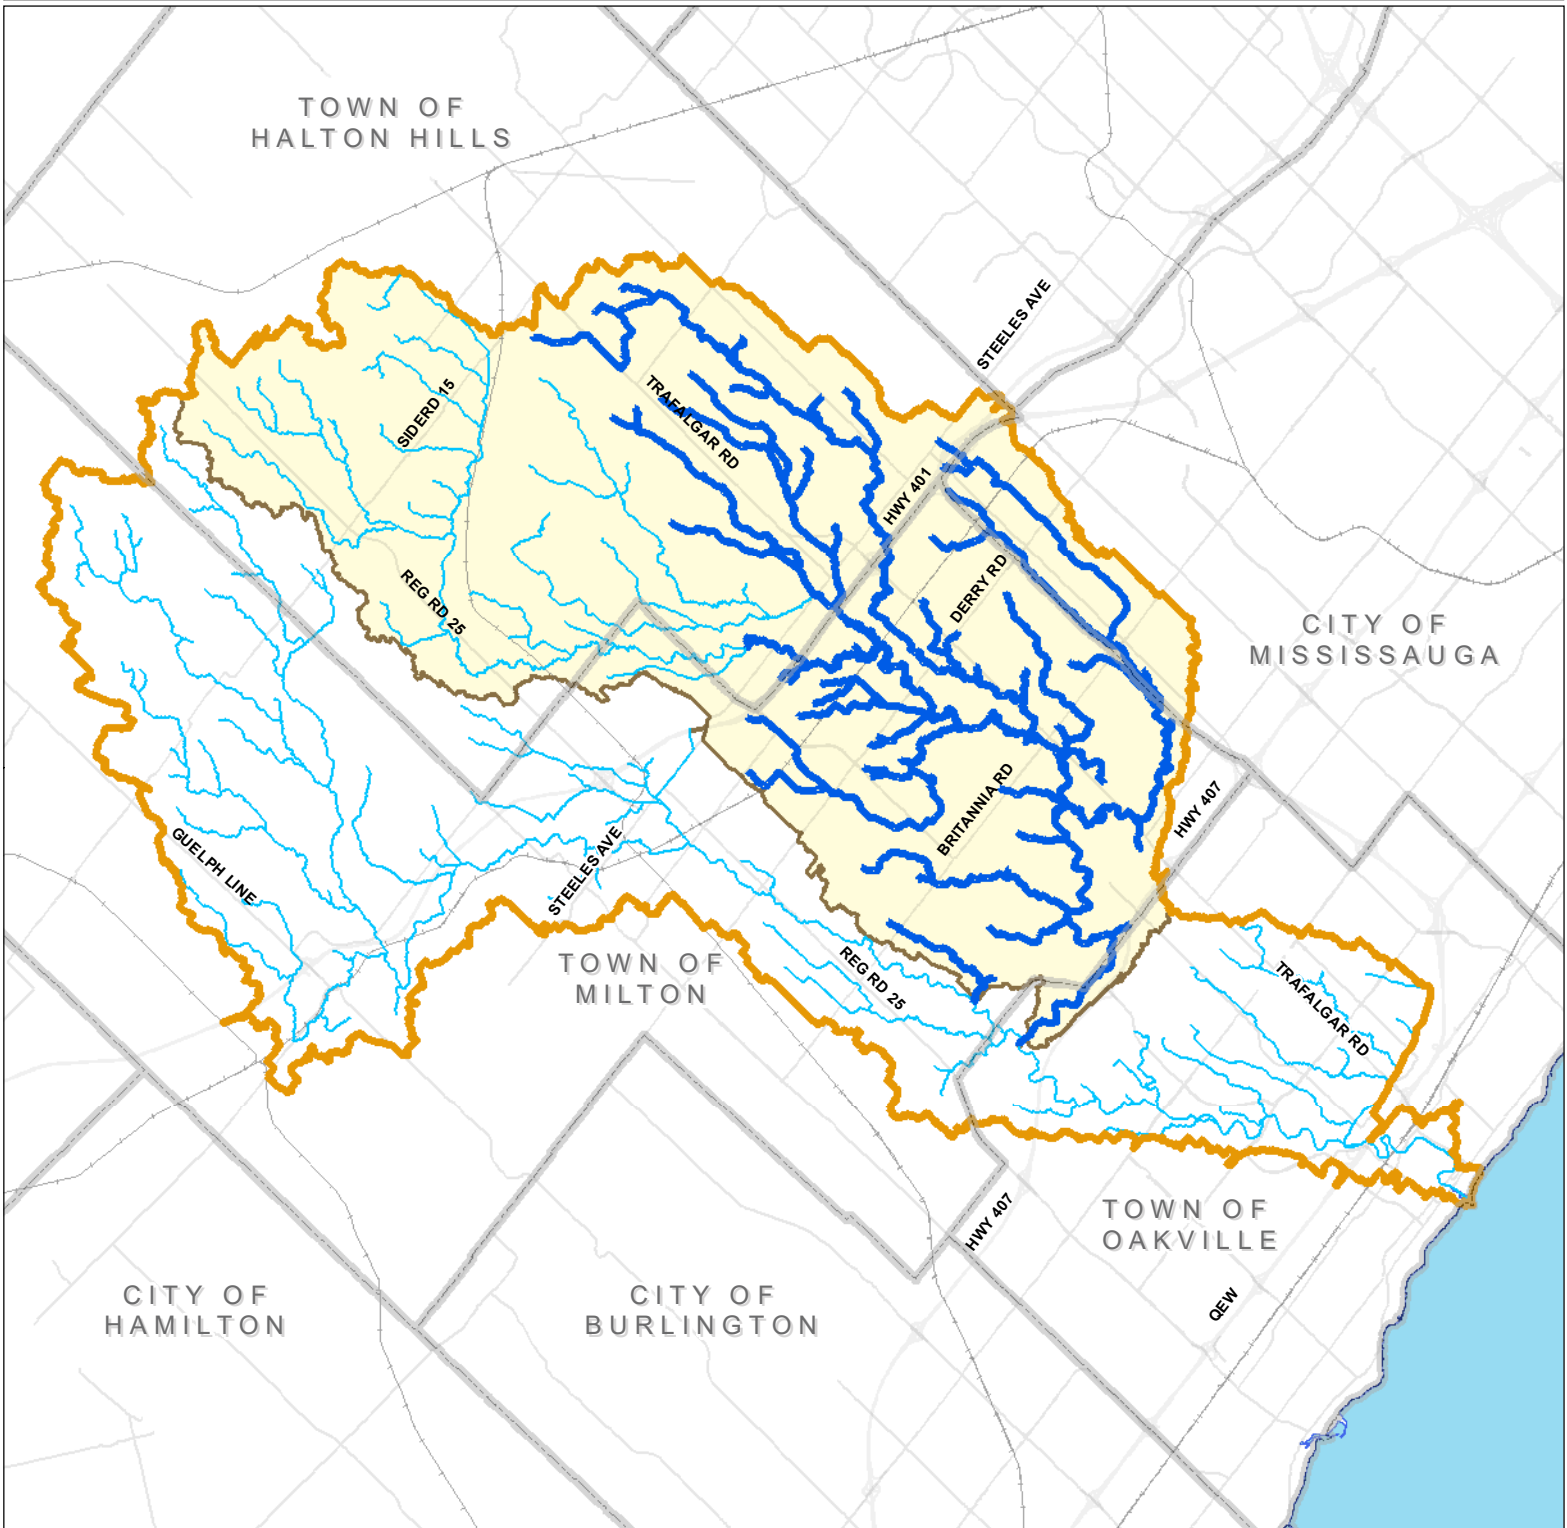 TOWN OF
HALTON HILLS
STEELES AVE
SIDERD 15
TRAFALGAR RD
HWY 401
DERRY RD
REG RD 25
CITY OF
MISSISSAUGA
BRITANNIA RD
HWY 407
GUELPH LINE
STEELES AVE
TOWN OF
MILTON
REG RD 25
TRAFALGAR RD
HWY 407
TOWN OF
OAKVILLE
CITY OF
HAMILTON
CITY OF
BURLINGTON
QEW